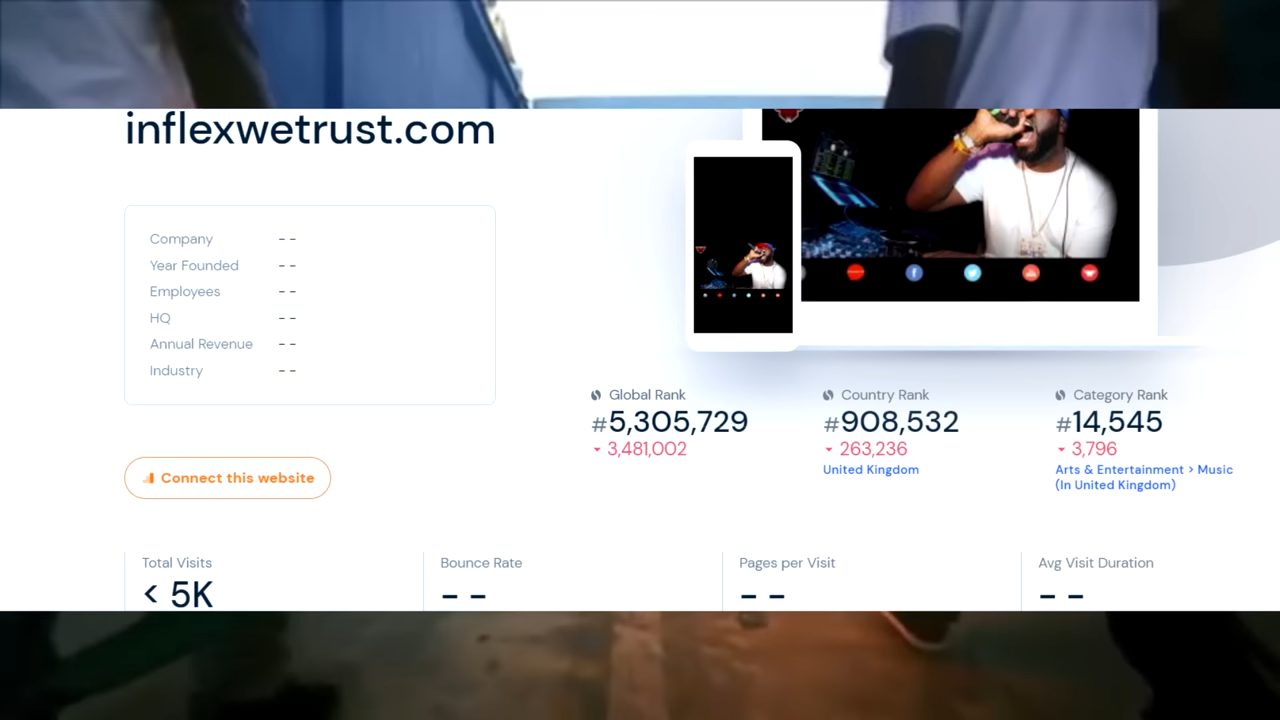 inflexwetrust.com
Company - -
Year Founded - -
Employees - -
HQ - -
Annual Revenue - -
Industry - -
Connect this website
Global Rank
#5,305,729
3,481,002
Country Rank
#908,532
263,236
United Kingdom
Category Rank
#14,545
3,796
Arts & Entertainment > Music
(In United Kingdom)
Total Visits
< 5K
Bounce Rate
- -
Pages per Visit
- -
Avg Visit Duration
- -